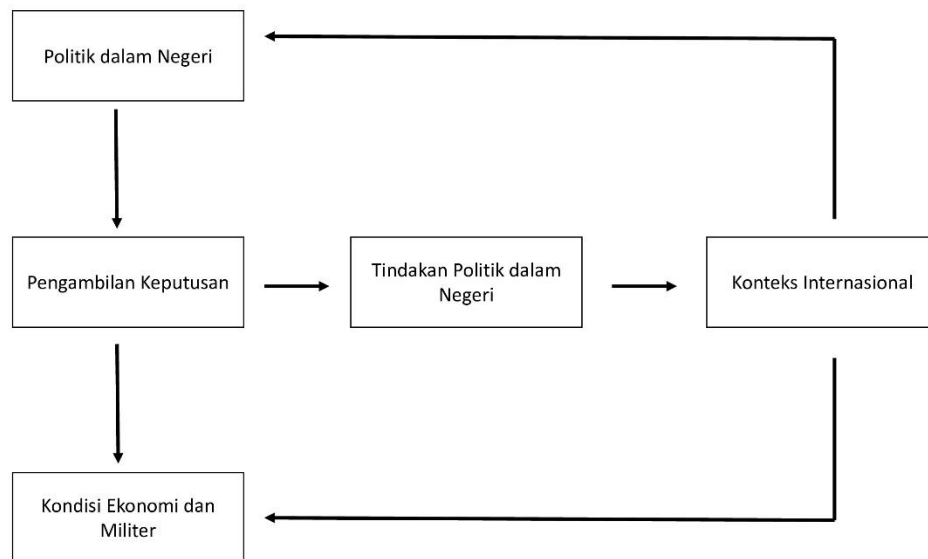 Politik dalam Negeri
Pengambilan Keputusan
Tindakan Politik dalam
Negeri
Konteks Internasional
Kondisi Ekonomi dan
Militer